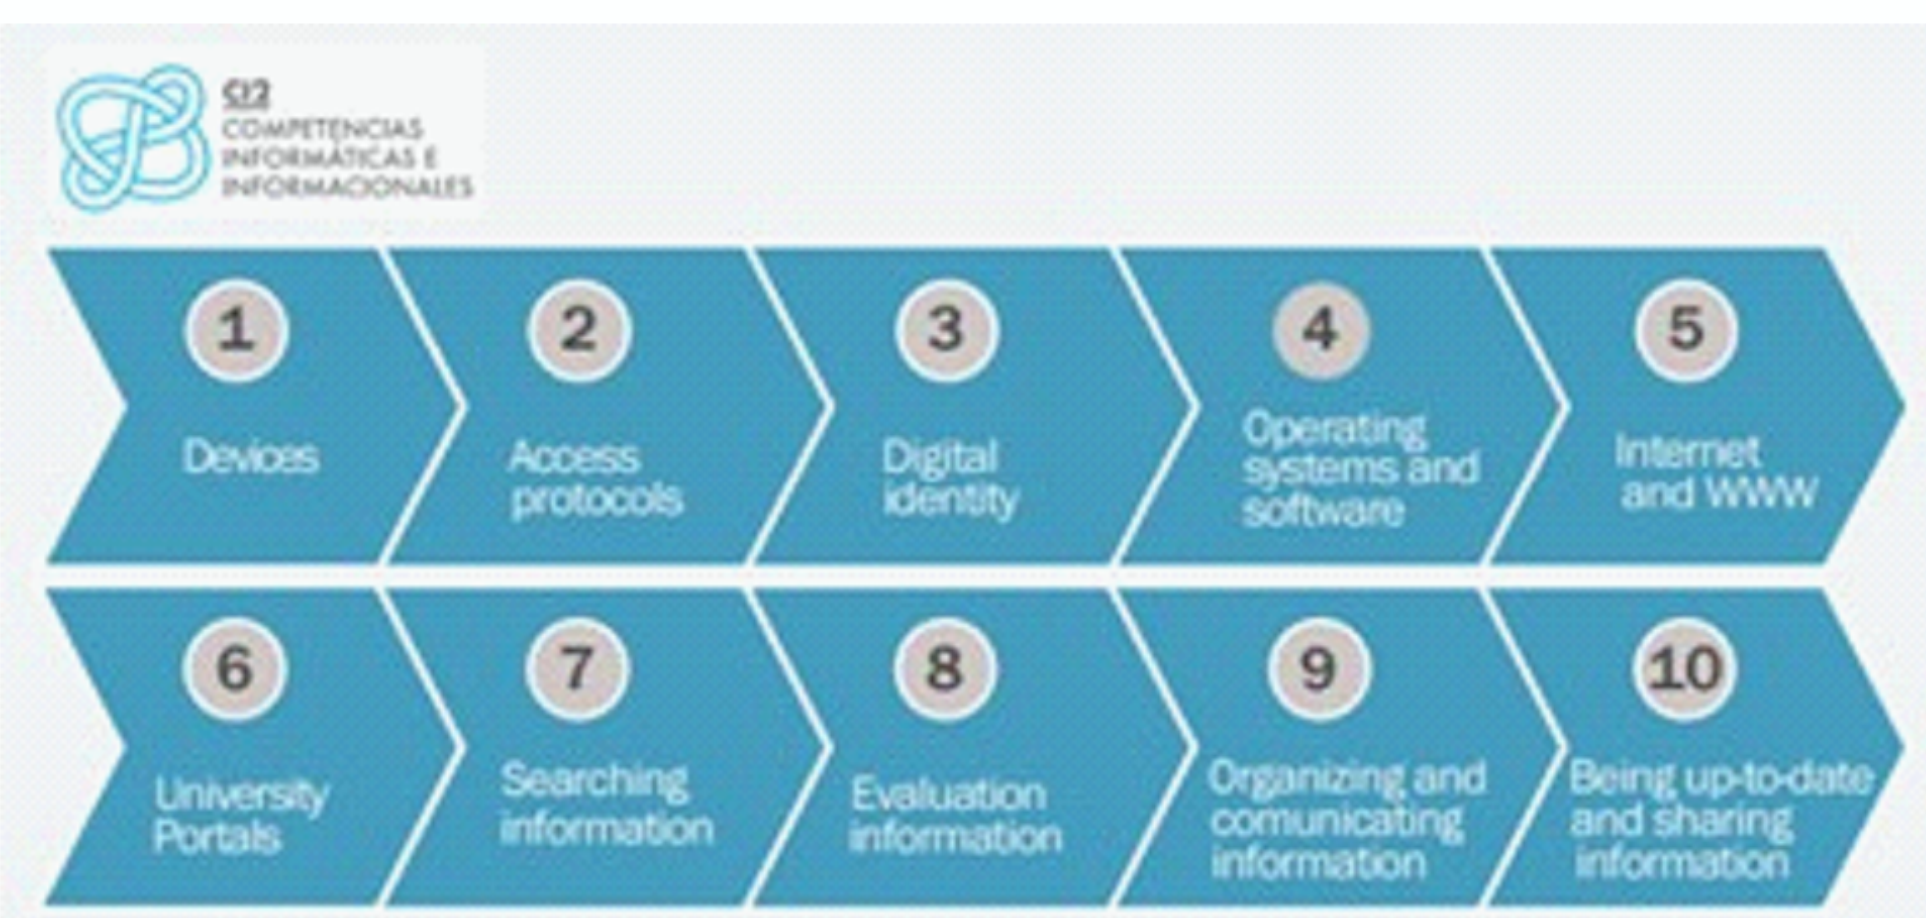 CI2
COMPETENCIAS
INFORMÁTICAS E
INFORMACIONALES
1
Devices
2
Access
protocols
3
Digital
identity
4
Operating
systems and
software
5
Internet
and WWW
6
University
Portals
7
Searching
information
8
Evaluation
information
9
Organizing and
comunicating
information
10
Being up-to-date
and sharing
information